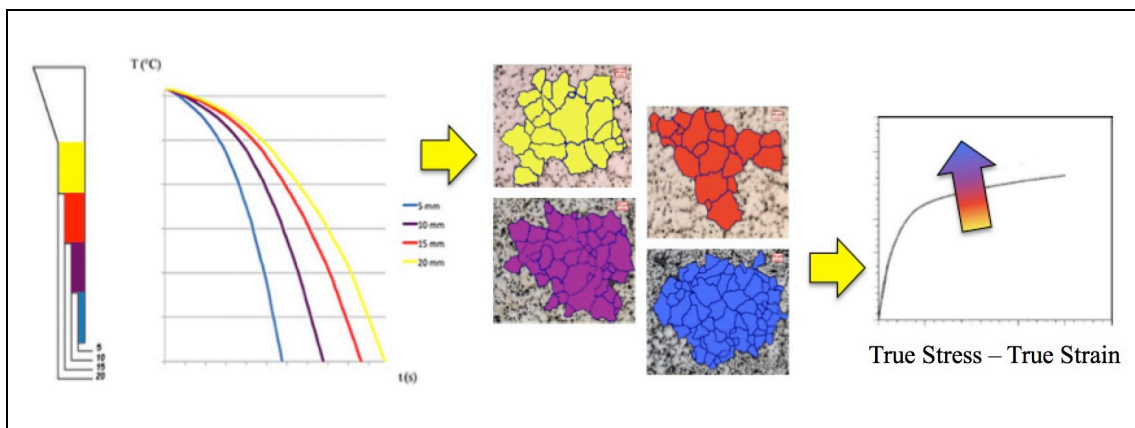 T (°C)
5 mm
10 mm
15 mm
20 mm
t (s)
5
10
15
20
True Stress – True Strain